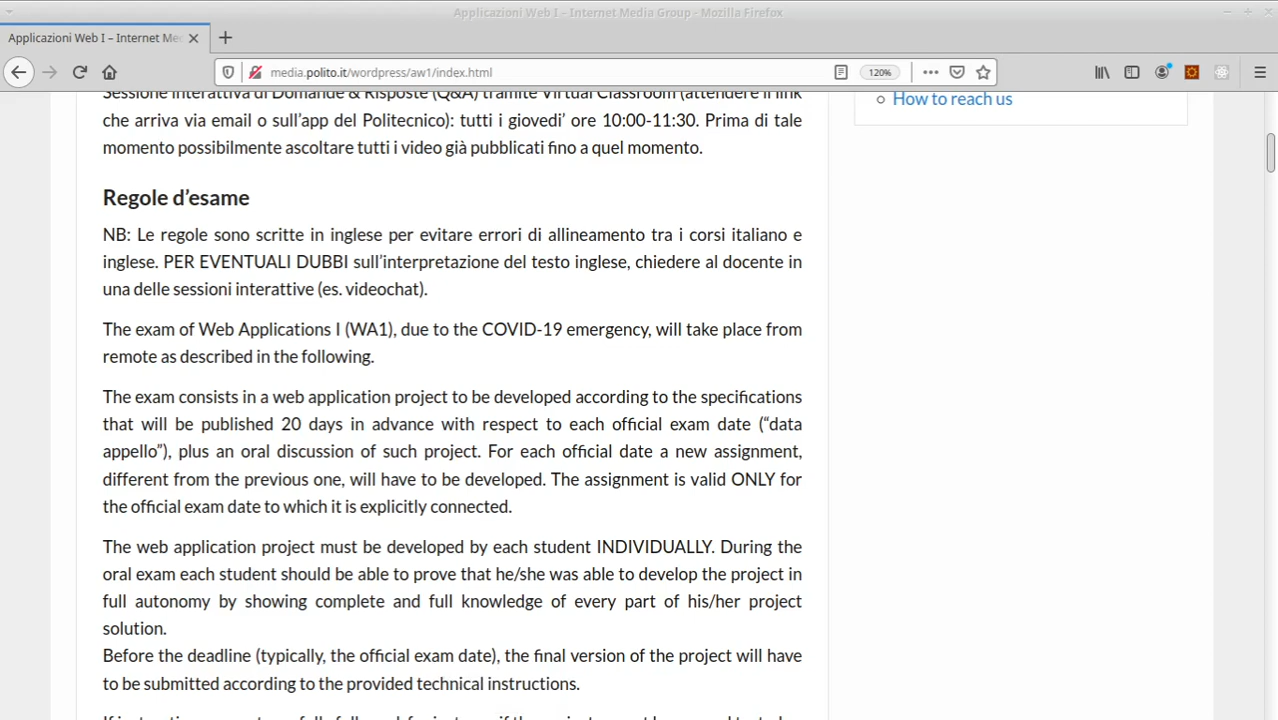 Applicazioni Web I – Internet Media Group - Mozilla Firefox
Applicazioni Web I – Internet Me
media.polito.it/wordpress/aw1/index.html
120%
Sessione interattiva di Domande & Risposte (Q&A) tramite Virtual Classroom (attendere il link
che arriva via email o sull'app del Politecnico): tutti i giovedi' ore 10:00-11:30. Prima di tale
momento possibilmente ascoltare tutti i video già pubblicati fino a quel momento.
How to reach us
Regole d'esame
NB: Le regole sono scritte in inglese per evitare errori di allineamento tra i corsi italiano e
inglese. PER EVENTUALI DUBBI sull'interpretazione del testo inglese, chiedere al docente in
una delle sessioni interattive (es. videochat).
The exam of Web Applications I (WA1), due to the COVID-19 emergency, will take place from
remote as described in the following.
The exam consists in a web application project to be developed according to the specifications
that will be published 20 days in advance with respect to each official exam date (“data
appello”), plus an oral discussion of such project. For each official date a new assignment,
different from the previous one, will have to be developed. The assignment is valid ONLY for
the official exam date to which it is explicitly connected.
The web application project must be developed by each student INDIVIDUALLY. During the
oral exam each student should be able to prove that he/she was able to develop the project in
full autonomy by showing complete and full knowledge of every part of his/her project
solution.
Before the deadline (typically, the official exam date), the final version of the project will have
to be submitted according to the provided technical instructions.